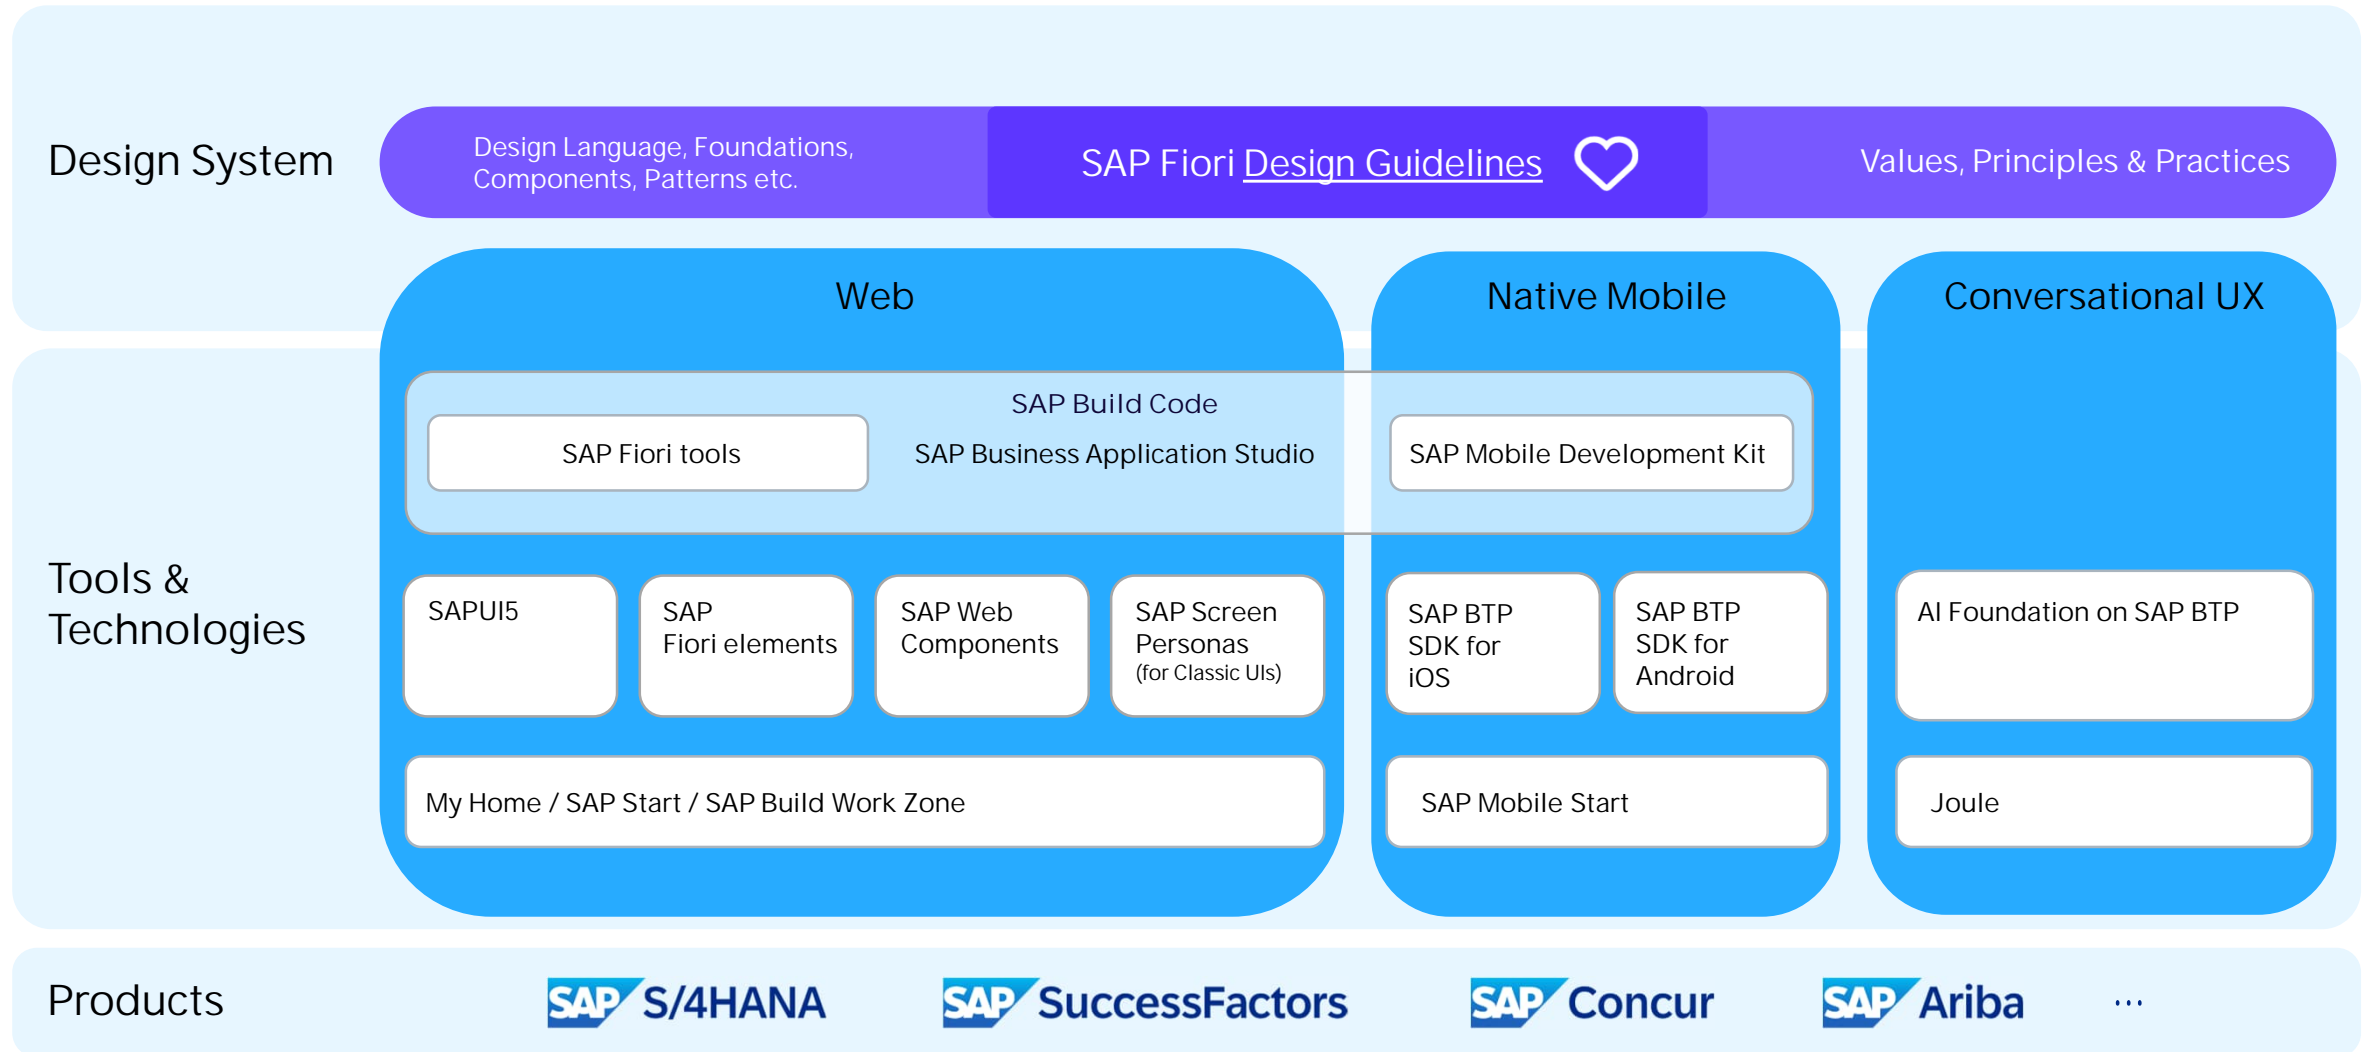 Design System
Design Language, Foundations,
Components, Patterns etc.
SAP Fiori Design Guidelines
Values, Principles & Practices
Web
Native Mobile
Conversational UX
Tools &
Technologies
SAP Build Code
SAP Fiori tools
SAP Business Application Studio
SAP Mobile Development Kit
SAPUI5
SAP
Fiori elements
SAP Web
Components
SAP Screen
Personas
(for Classic UIs)
SAP BTP
SDK for
iOS
SAP BTP
SDK for
Android
AI Foundation on SAP BTP
My Home / SAP Start / SAP Build Work Zone
SAP Mobile Start
Joule
Products
SAP S/4HANA
SAP SuccessFactors
SAP Concur
SAP Ariba
...